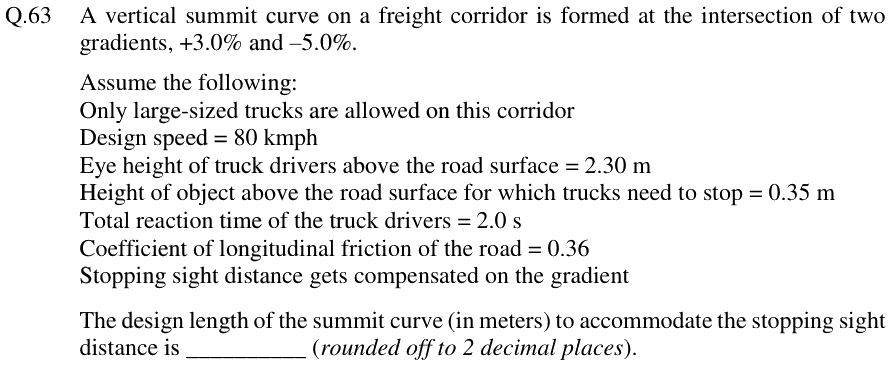 Q.63 A vertical summit curve on a freight corridor is formed at the intersection of two
gradients, +3.0% and –5.0%.
Assume the following:
Only large-sized trucks are allowed on this corridor
Design speed = 80 kmph
Eye height of truck drivers above the road surface = 2.30 m
Height of object above the road surface for which trucks need to stop = 0.35 m
Total reaction time of the truck drivers = 2.0 s
Coefficient of longitudinal friction of the road = 0.36
Stopping sight distance gets compensated on the gradient
The design length of the summit curve (in meters) to accommodate the stopping sight
distance is __________ (rounded off to 2 decimal places).